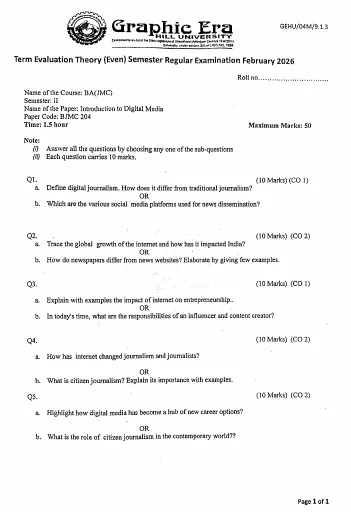 GEHU/04M/9.1.3
Graphic Era
HILL UNIVERSITY
University under section 2(f) of UGC Act, 1956
Term Evaluation Theory (Even) Semester Regular Examination February 2026
Roll no..............................
Name of the Course: BA(JMC)
Semester: II
Name of the Paper: Introduction to Digital Media
Paper Code: BJMC 204
Time: 1.5 hour Maximum Marks: 50
Note:
(i) Answer all the questions by choosing any one of the sub-questions
(ii) Each question carries 10 marks.
Q1. (10 Marks) (CO 1)
a. Define digital journalism. How does it differ from traditional journalism?
OR
b. Which are the various social media platforms used for news dissemination?
Q2. (10 Marks) (CO 2)
a. Trace the global growth of the internet and how has it impacted India?
OR
b. How do newspapers differ from news websites? Elaborate by giving few examples.
Q3. (10 Marks) (CO 1)
a. Explain with examples the impact of internet on entrepreneurship..
OR
b. In today's time, what are the responsibilities of an influencer and content creator?
Q4. (10 Marks) (CO 2)
a. How has internet changed journalism and journalists?
OR
b. What is citizen journalism? Explain its importance with examples.
Q5. (10 Marks) (CO 2)
a. Highlight how digital media has become a hub of new career options?
OR
b. What is the role of citizen journalism in the contemporary world??
Page 1 of 1